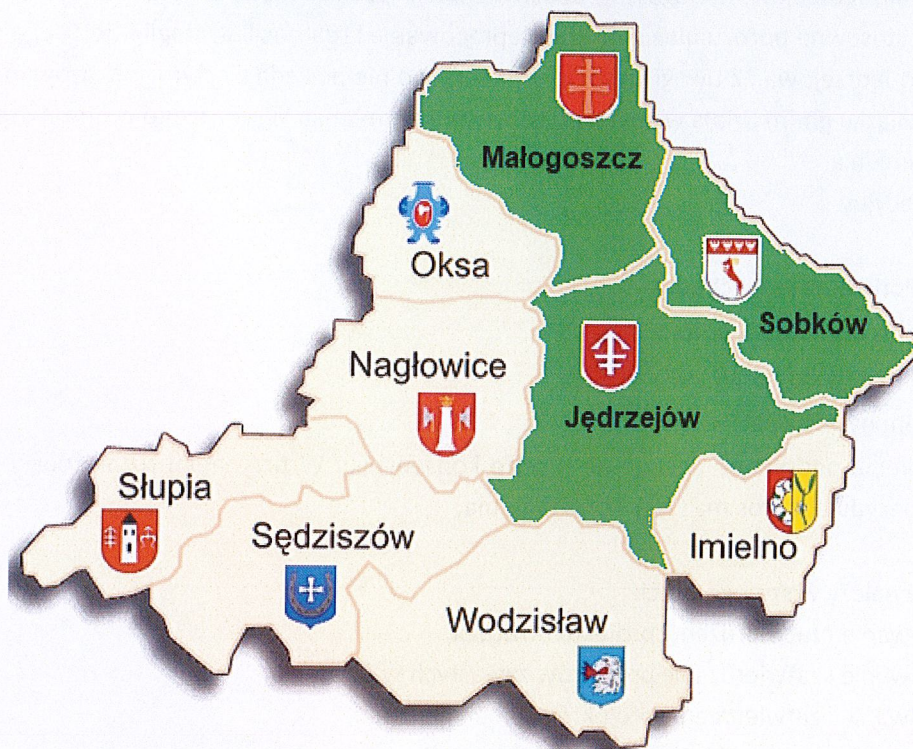 Małogoszcz
Oksa
Sobków
Nagłowice
Jędrzejów
Słupia
Sędziszów
Imielno
Wodzisław